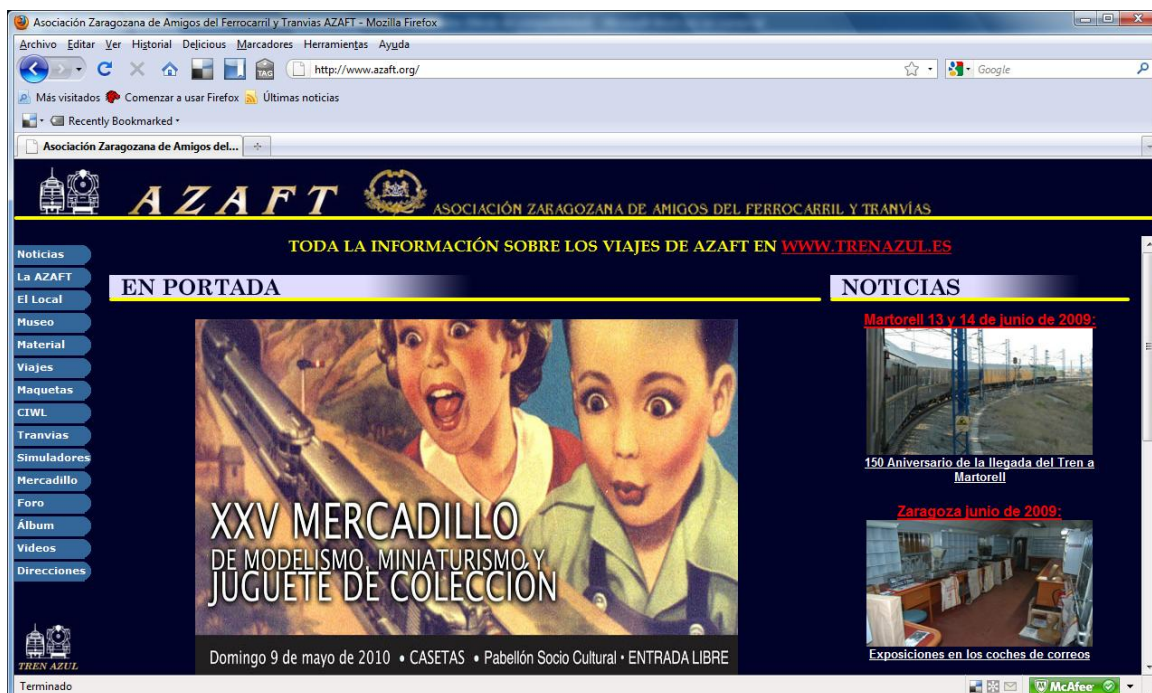 Asociación Zaragozana de Amigos del Ferrocarril y Tranvias AZAFT - Mozilla Firefox
Archivo Editar Ver Historial Delicious Marcadores Herramientas Ayuda
TAG http://www.azaft.org/ Google
Más visitados Comenzar a usar Firefox Últimas noticias
Recently Bookmarked
Asociación Zaragozana de Amigos del...
AZAFT ASOCIACIÓN ZARAGOZANA DE AMIGOS DEL FERROCARRIL Y TRANVÍAS
TODA LA INFORMACIÓN SOBRE LOS VIAJES DE AZAFT EN WWW.TRENAZUL.ES
Noticias
La AZAFT
El Local
Museo
Material
Viajes
Maquetas
CIWL
Tranvias
Simuladores
Mercadillo
Foro
Álbum
Videos
Direcciones
TREN AZUL
EN PORTADA
XXV MERCADILLO
DE MODELISMO, MINIATURISMO Y
JUGUETE DE COLECCIÓN
Domingo 9 de mayo de 2010 • CASETAS • Pabellón Socio Cultural · ENTRADA LIBRE
NOTICIAS
Martorell 13 y 14 de junio de 2009:
150 Aniversario de la llegada del Tren a
Martorell
Zaragoza junio de 2009:
Exposiciones en los coches de correos
Terminado
McAfee